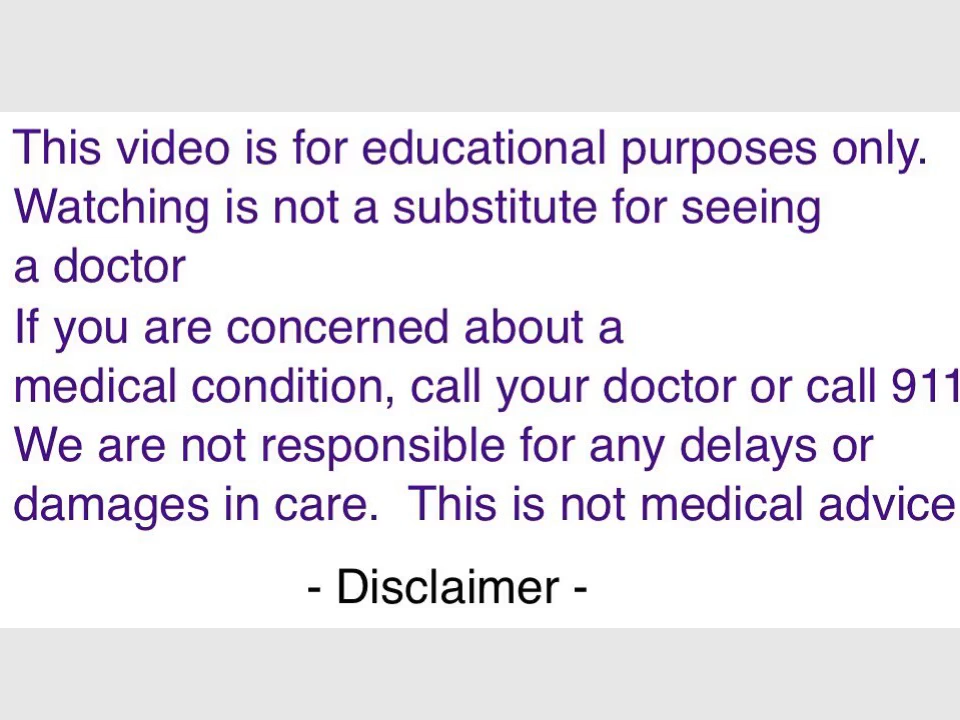 This video is for educational purposes only.
Watching is not a substitute for seeing
a doctor
If you are concerned about a
medical condition, call your doctor or call 911
We are not responsible for any delays or
damages in care.  This is not medical advice
- Disclaimer -